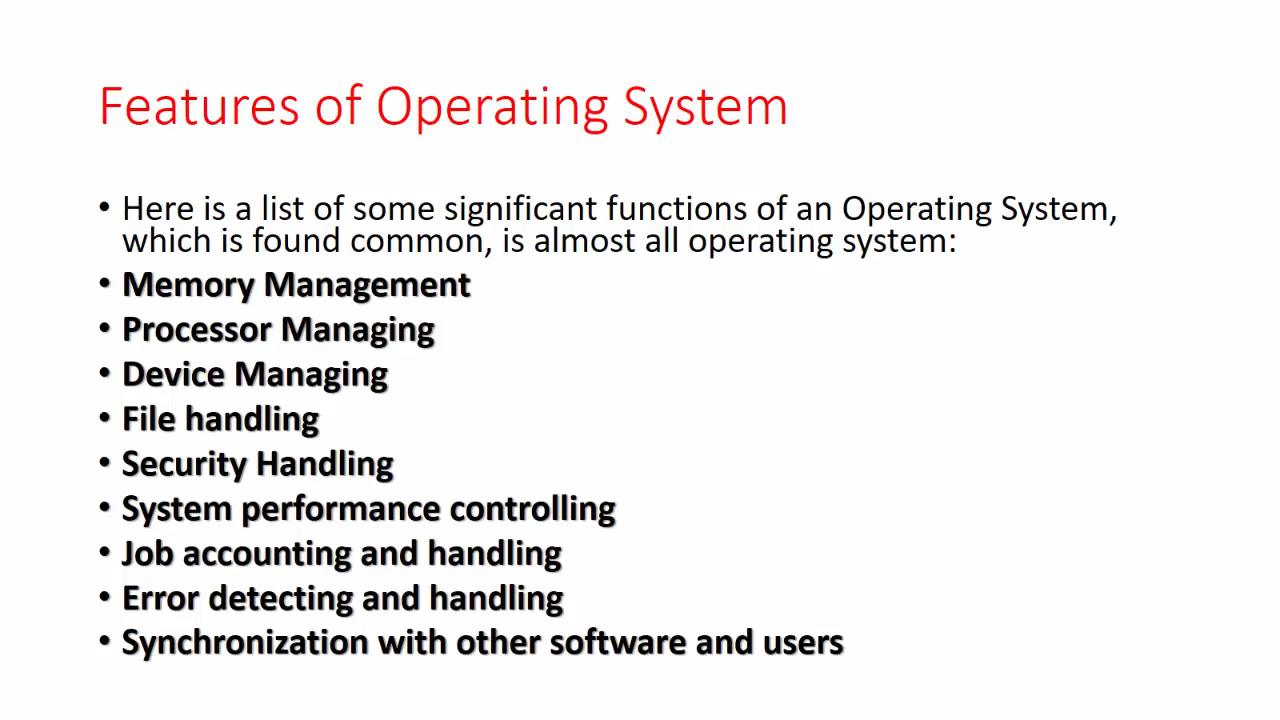 Features of Operating System
• Here is a list of some significant functions of an Operating System,
which is found common, is almost all operating system:
• Memory Management
• Processor Managing
• Device Managing
• File handling
• Security Handling
• System performance controlling
• Job accounting and handling
• Error detecting and handling
• Synchronization with other software and users